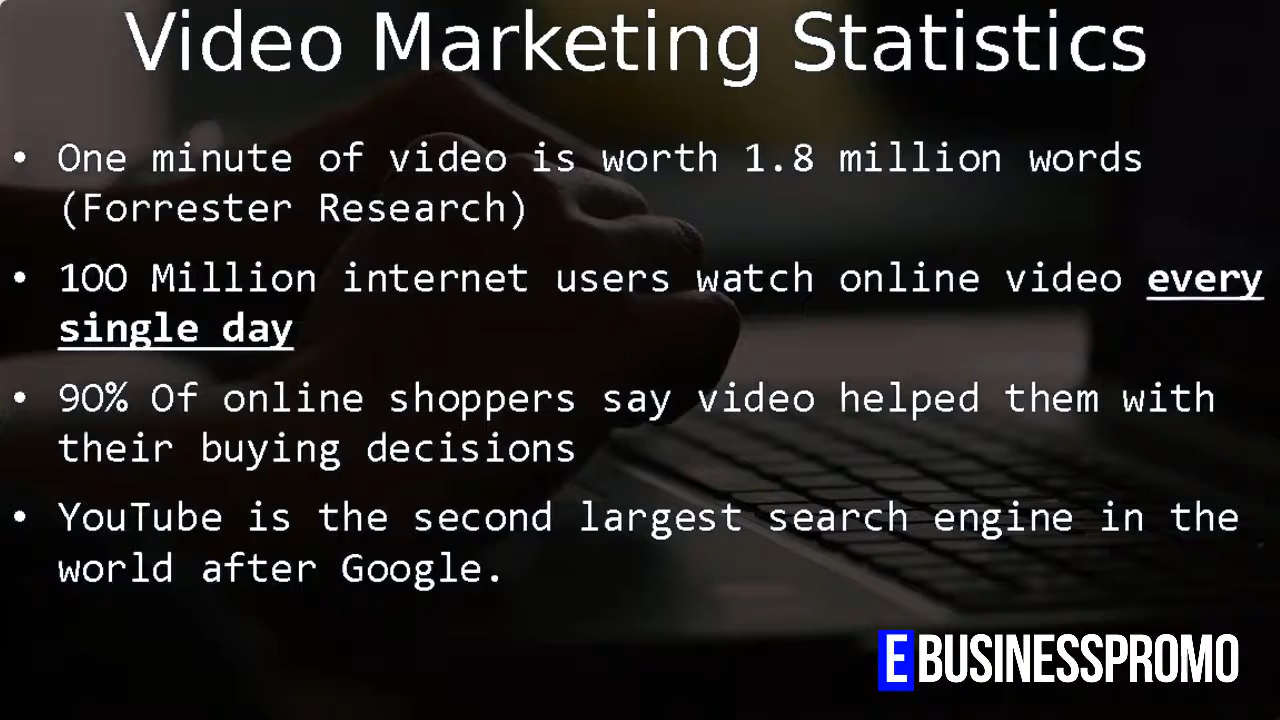 Video Marketing Statistics
• One minute of video is worth 1.8 million words
(Forrester Research)
• 100 Million internet users watch online video every
single day
• 90% Of online shoppers say video helped them with
their buying decisions
• YouTube is the second largest search engine in the
world after Google.
E BUSINESSPROMO